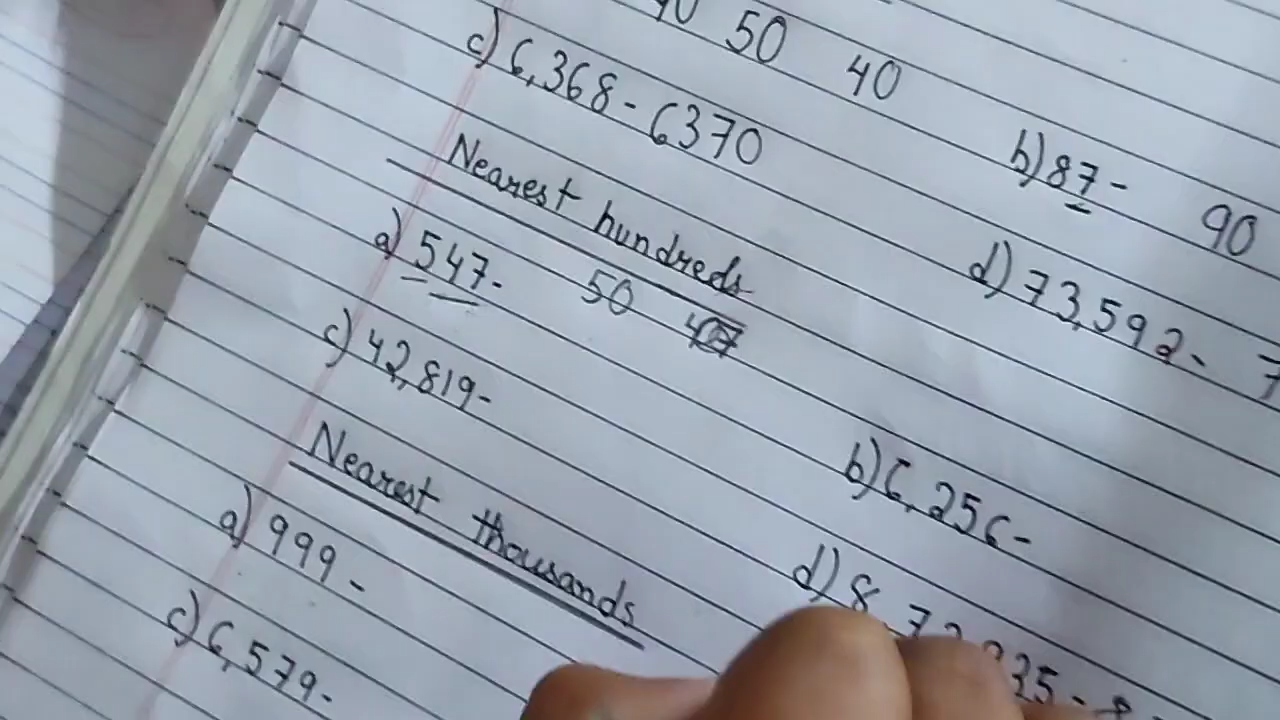 50 40
c) 6,368 - 6370
b) 87 - 90
Nearest hundreds
d) 73,592 - 7
a) 547 - 50
c) 42,819 -
b) 6,256 -
Nearest thousands
a) 999 -
d) 8
c) 6,579 -